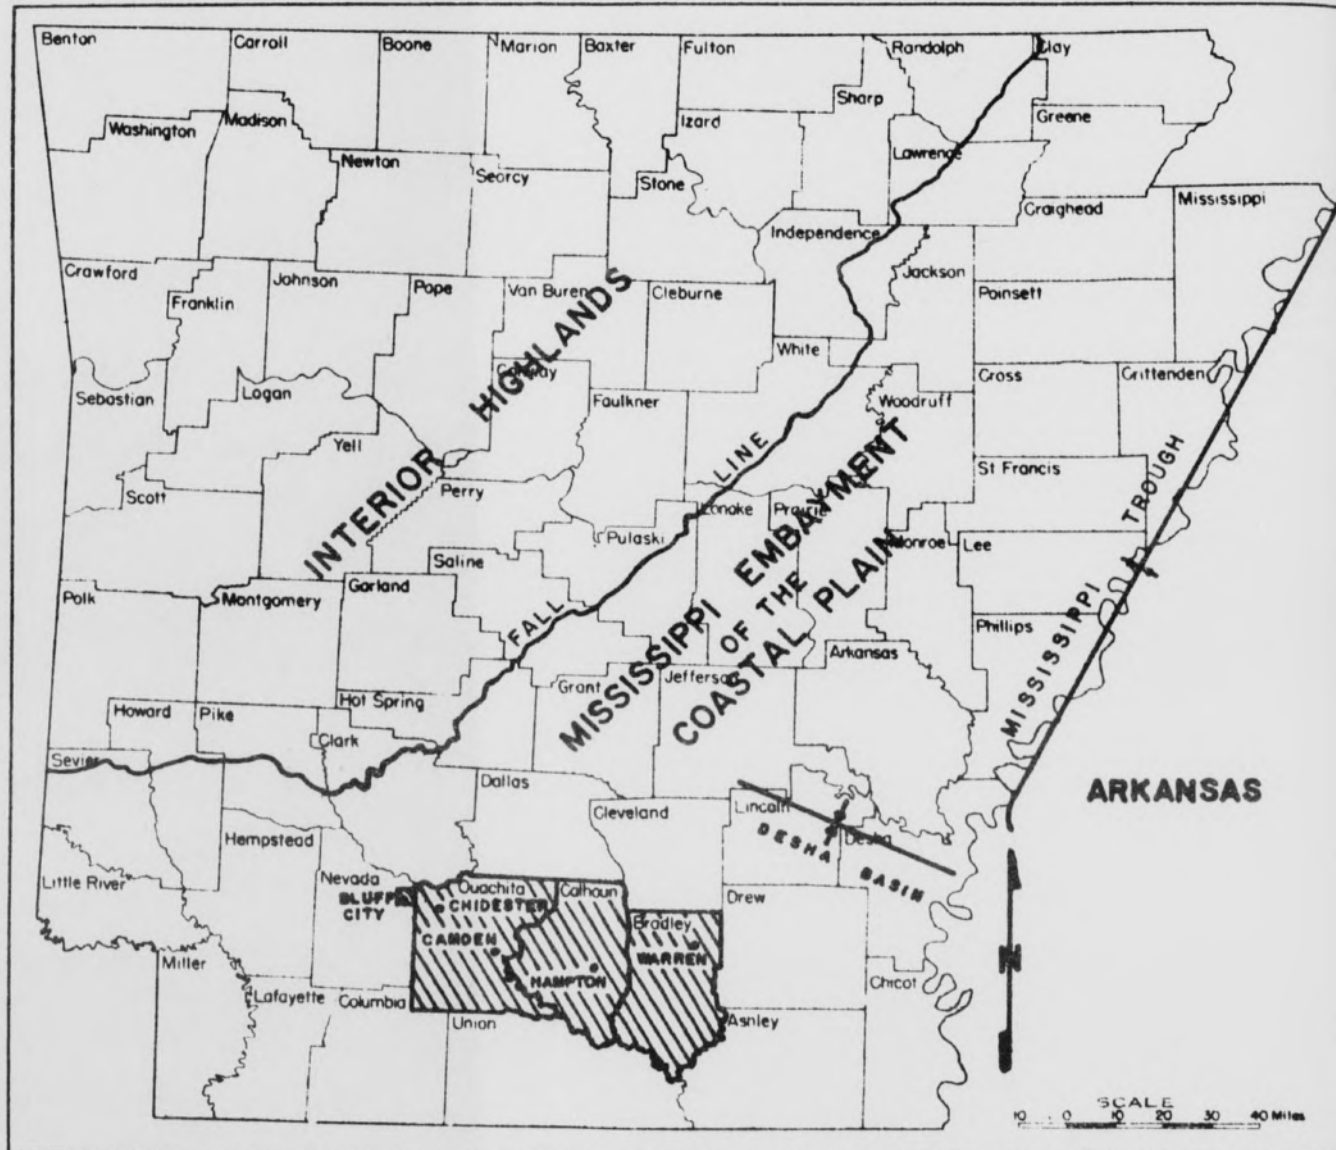 Benton
Carroll
Boone
Marion
Baxter
Fulton
Randolph
Clay
Sharp
Washington
Madison
Izard
Greene
Newton
Searcy
Stone
Lawrence
Craighead
Mississippi
Independence
Crawford
Franklin
Johnson
Pope
Van Buren
Cleburne
Jackson
Poinsett
White
Sebastian
Logan
Conway
Faulkner
Woodruff
Cross
Crittenden
Yell
Scott
Perry
St Francis
Pulaski
Lonoke
Prairie
Monroe
Lee
Saline
Garland
Polk
Montgomery
Phillips
Arkansas
Grant
Jefferson
Hot Spring
Howard
Pike
Clark
Sevier
Dallas
Cleveland
Lincoln
Desha
Hempstead
Little River
Nevada
Ouachita
Calhoun
Bradley
Drew
Miller
Lafayette
Columbia
Union
Ashley
Chicot
INTERIOR HIGHLANDS
FALL LINE
MISSISSIPPI EMBAYMENT
OF THE
COASTAL PLAIN
MISSISSIPPI TROUGH
DESHA BASIN
ARKANSAS
BLUFF
CITY
CHIDESTER
CAMDEN
HAMPTON
WARREN
N
SCALE
10 0 10 20 30 40 Miles